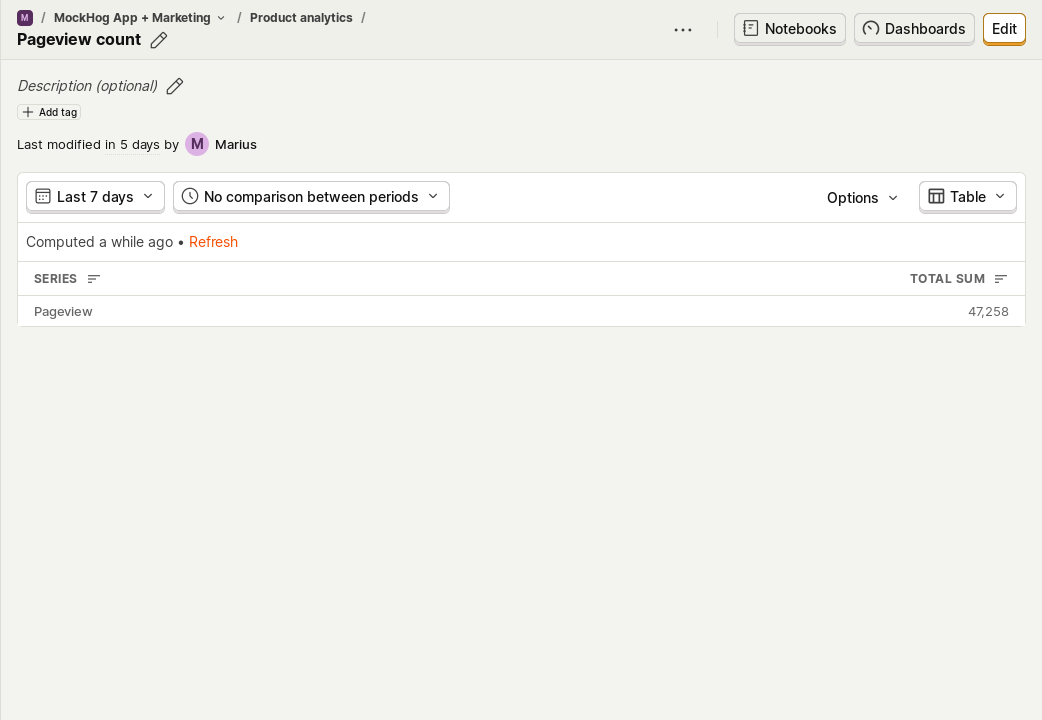 M / MockHog App + Marketing / Product analytics /
Pageview count
Notebooks
Dashboards
Edit
Description (optional)
Add tag
Last modified in 5 days by M Marius
Last 7 days
No comparison between periods
Options
Table
Computed a while ago • Refresh
SERIES
TOTAL SUM
Pageview
47,258